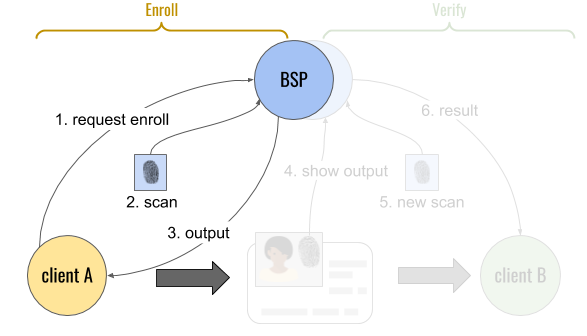 Enroll
Verify
BSP
1. request enroll
6. result
4. show output
2. scan
5. new scan
3. output
client A
client B